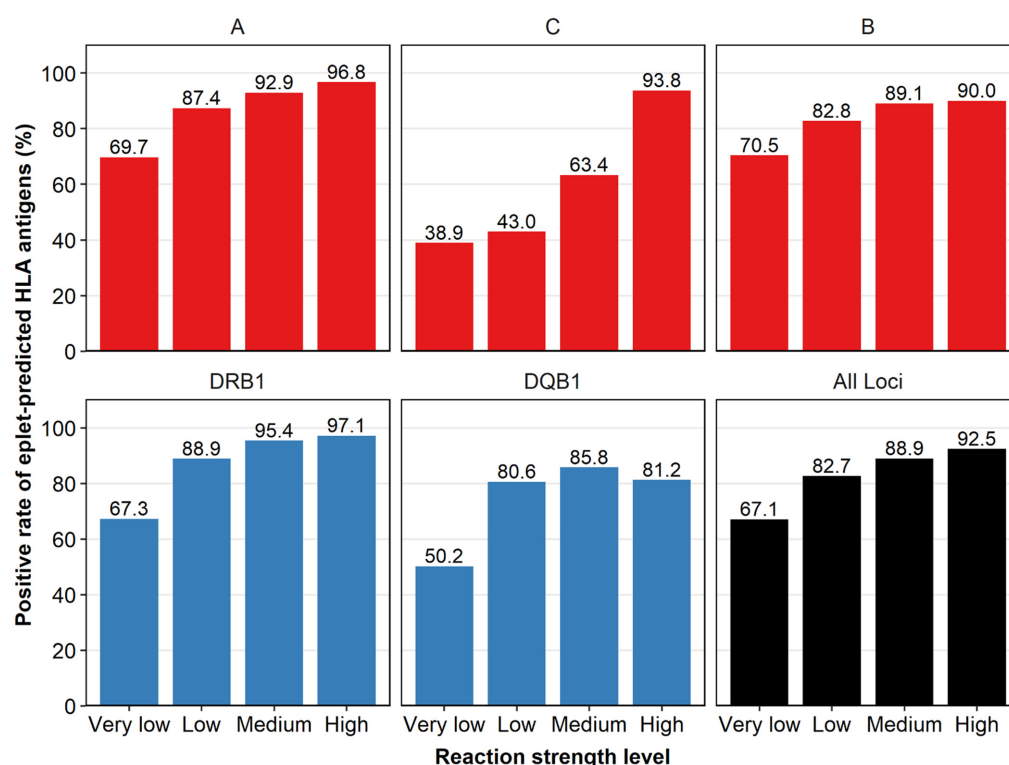 A C B
Positive rate of eplet-predicted HLA antigens (%)
100
80
60
40
20
0
69.7 87.4 92.9 96.8
38.9 43.0 63.4 93.8
70.5 82.8 89.1 90.0
DRB1 DQB1 All Loci
100
80
60
40
20
0
67.3 88.9 95.4 97.1
50.2 80.6 85.8 81.2
67.1 82.7 88.9 92.5
Very low Low Medium High Very low Low Medium High Very low Low Medium High
Reaction strength level